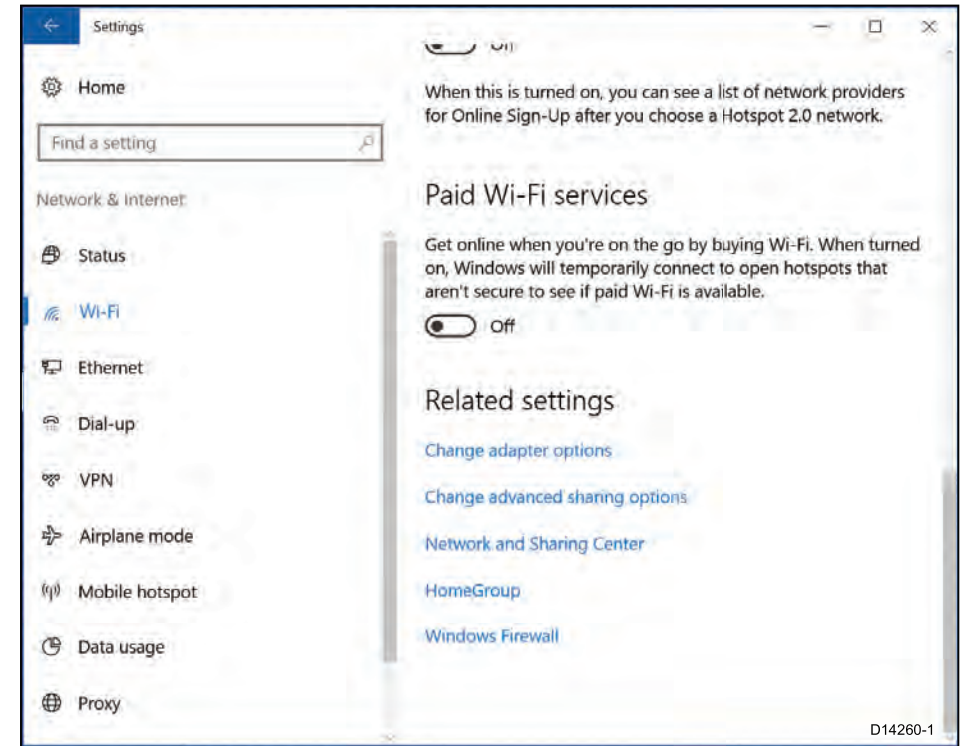 Settings
Home
Find a setting
Network & Internet
Status
Wi-Fi
Ethernet
Dial-up
VPN
Airplane mode
Mobile hotspot
Data usage
Proxy
When this is turned on, you can see a list of network providers
for Online Sign-Up after you choose a Hotspot 2.0 network.
Paid Wi-Fi services
Get online when you're on the go by buying Wi-Fi. When turned
on, Windows will temporarily connect to open hotspots that
aren't secure to see if paid Wi-Fi is available.
Off
Related settings
Change adapter options
Change advanced sharing options
Network and Sharing Center
HomeGroup
Windows Firewall
D14260-1